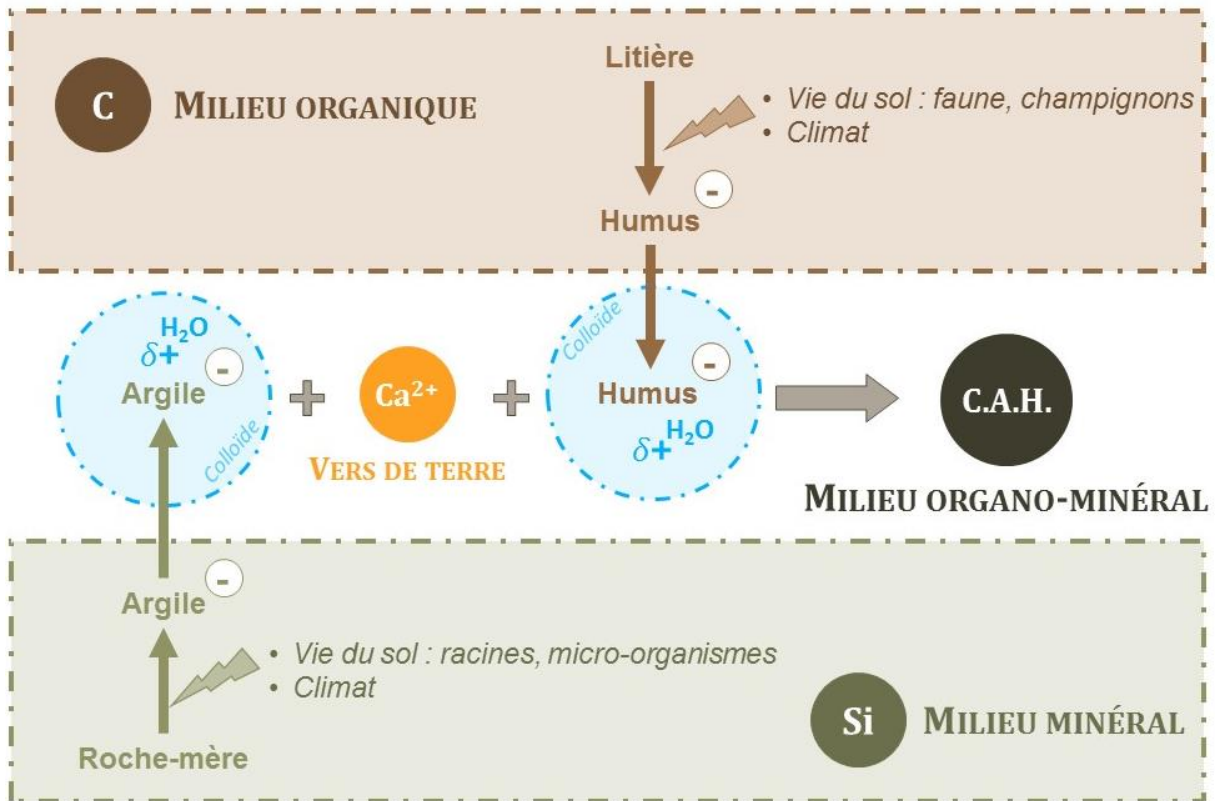 C
MILIEU ORGANIQUE
Litière
• Vie du sol : faune, champignons
• Climat
-
Humus
H₂O
δ+
-
Argile
Colloïde
+
Ca²⁺
VERS DE TERRE
+
Colloïde
-
Humus
H₂O
δ+
C.A.H.
MILIEU ORGANO-MINÉRAL
-
Argile
• Vie du sol : racines, micro-organismes
• Climat
Roche-mère
Si
MILIEU MINÉRAL